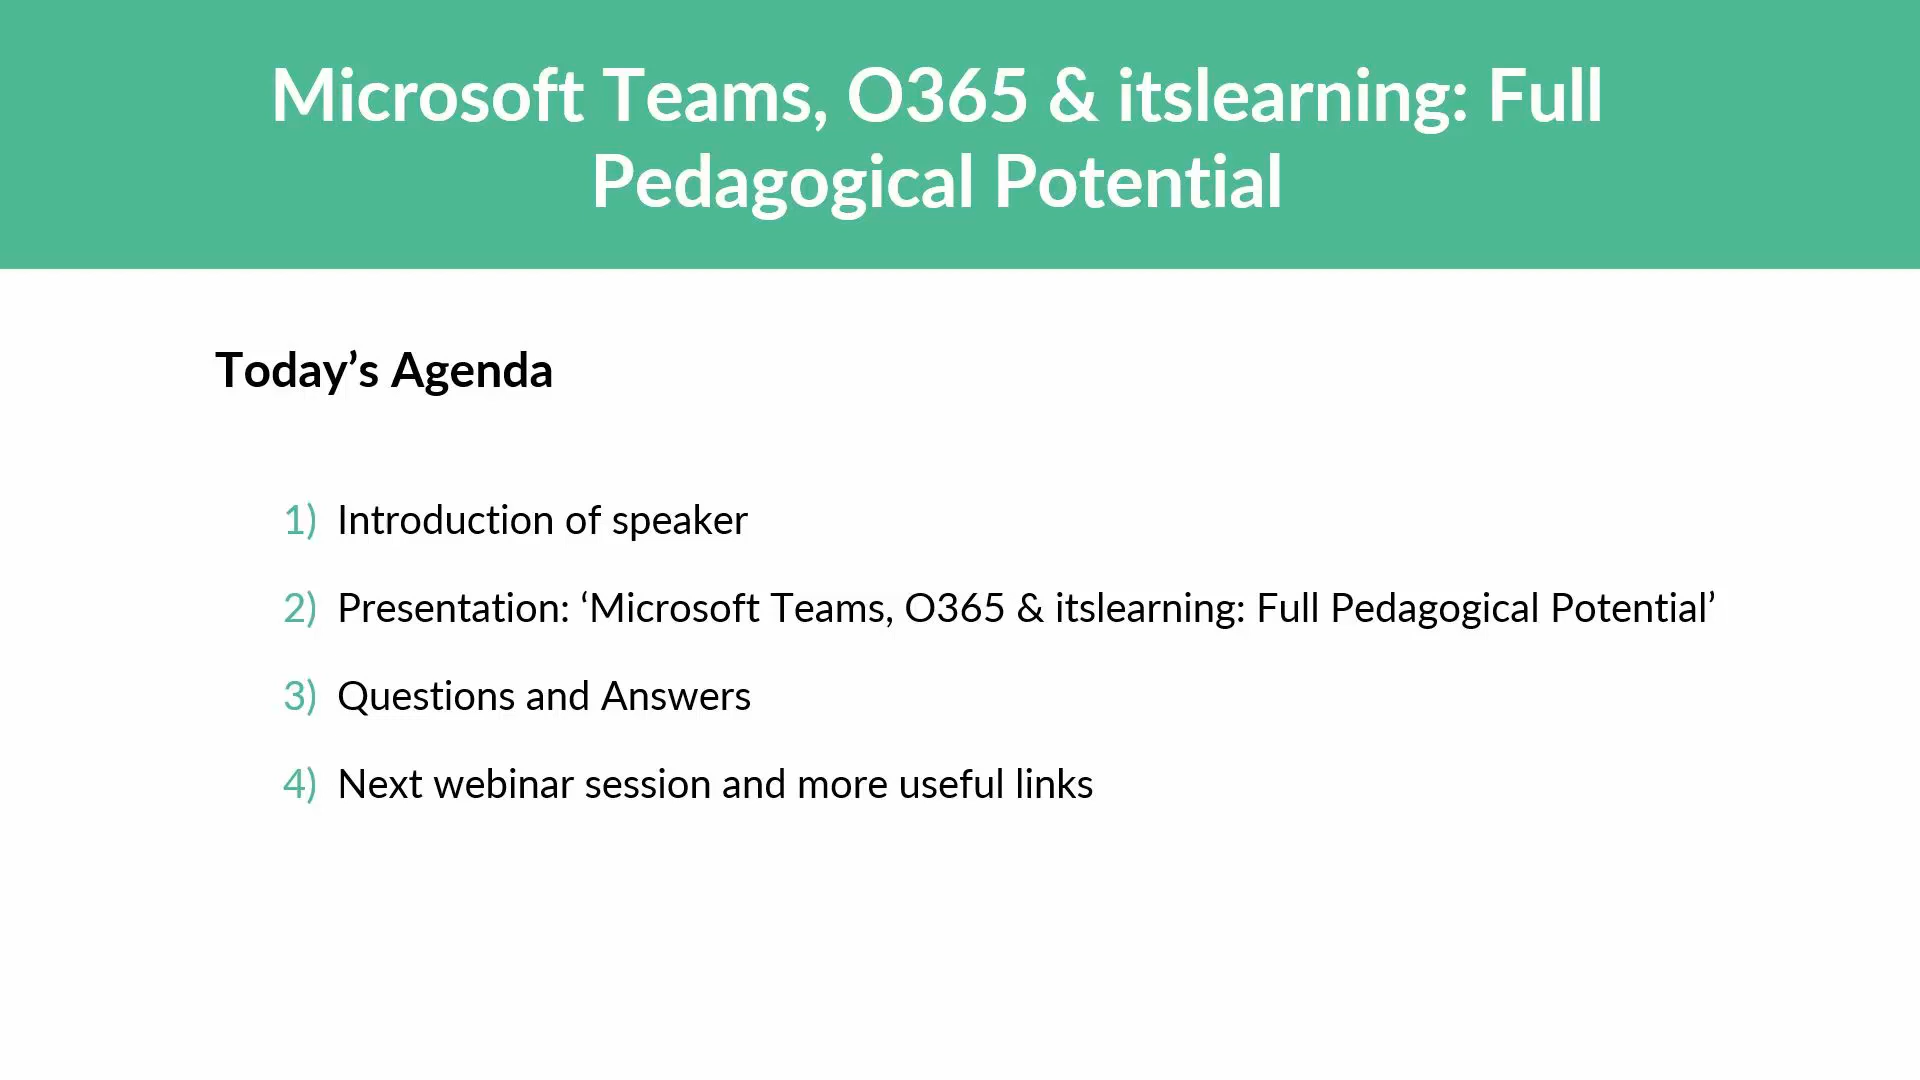 Microsoft Teams, O365 & itslearning: Full
Pedagogical Potential
Today’s Agenda
1) Introduction of speaker
2) Presentation: ‘Microsoft Teams, O365 & itslearning: Full Pedagogical Potential’
3) Questions and Answers
4) Next webinar session and more useful links